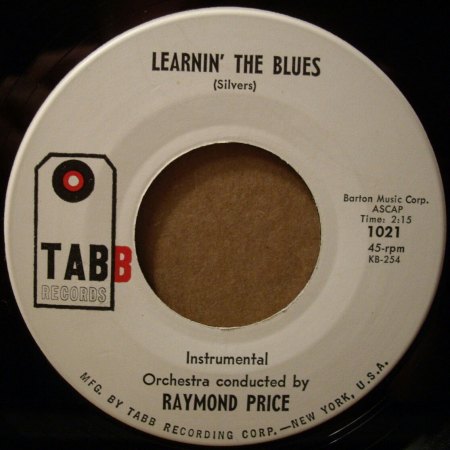 LEARNIN' THE BLUES
(Silvers)
TABB
RECORDS
Barton Music Corp.
ASCAP
Time: 2:15
1021
45-rpm
KB-254
Instrumental
Orchestra conducted by
RAYMOND PRICE
MFG. BY TABB RECORDING CORP.—NEW YORK, U.S.A.